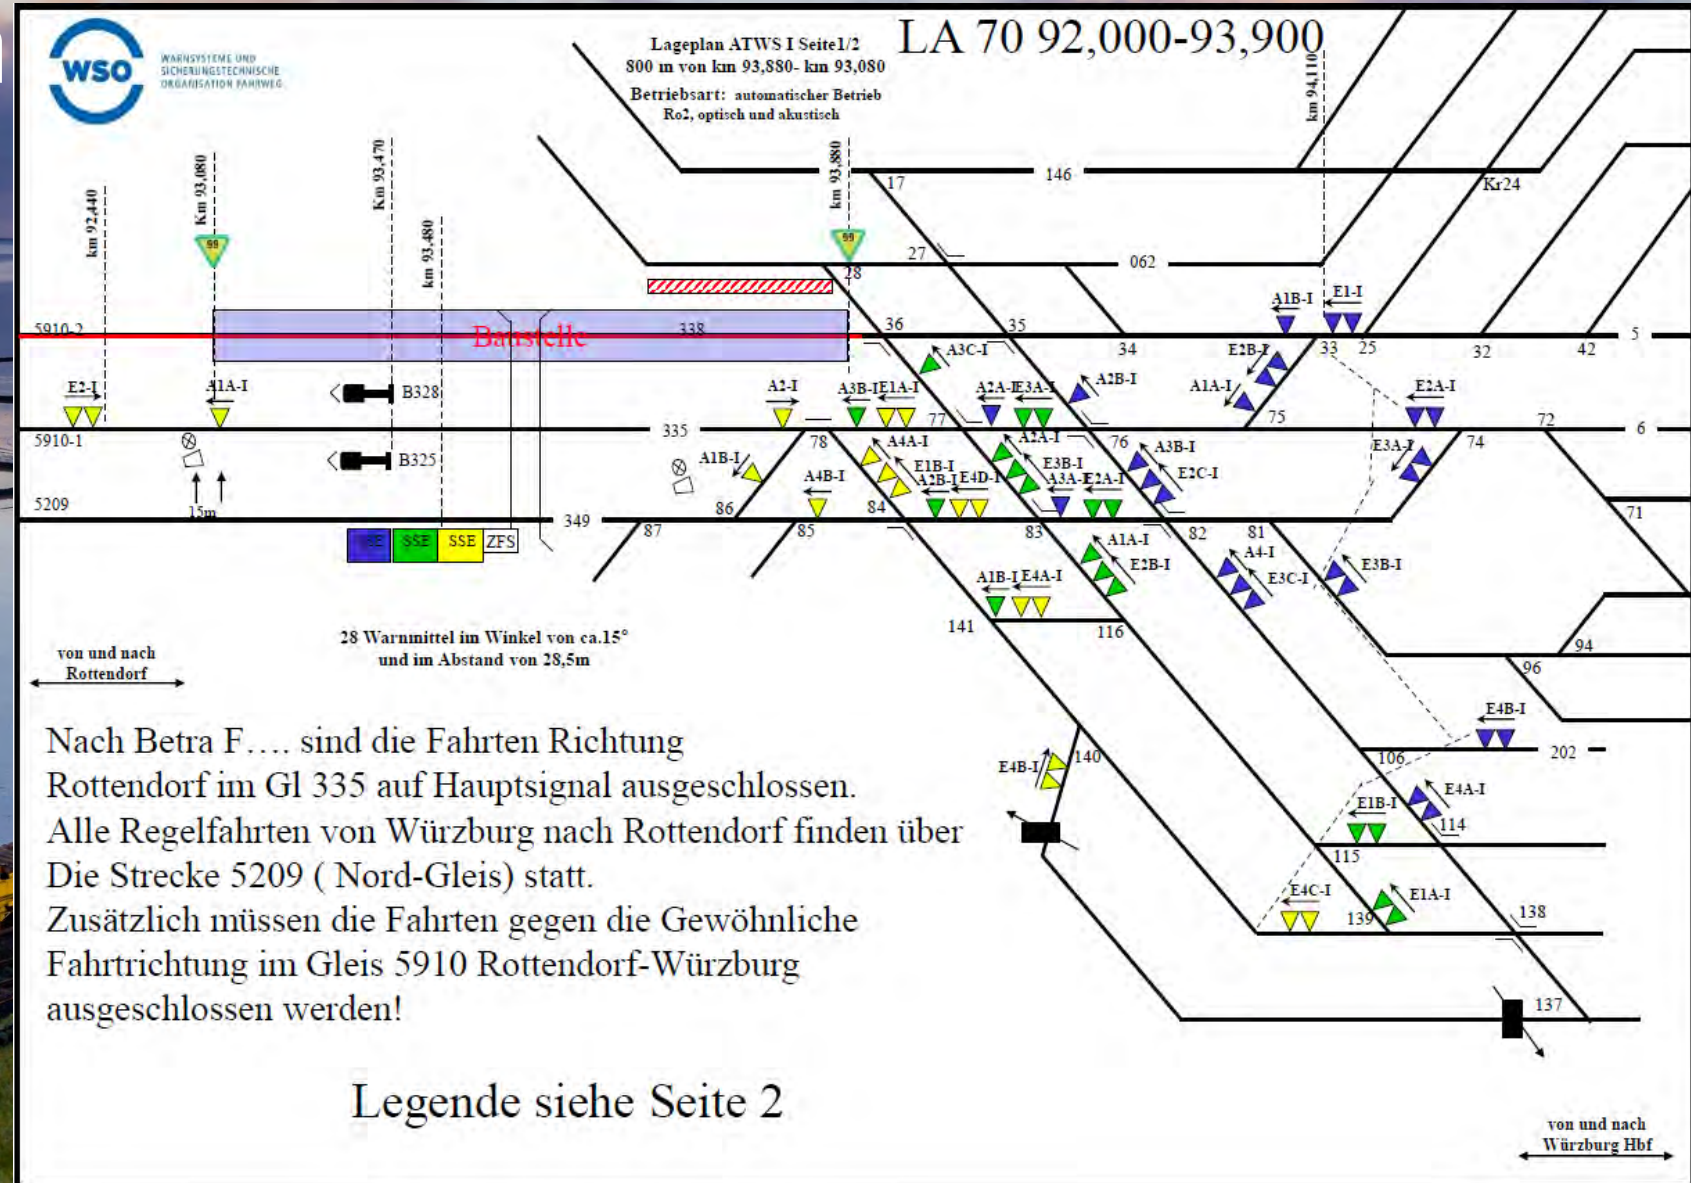 WSO
WARNSYSTEME UND
SICHERUNGSTECHNISCHE
ORGANISATION FAHRWEG
Lageplan ATWS I Seite1/2
800 m von km 93,880- km 93,080
Betriebsart: automatischer Betrieb
Ro2, optisch und akustisch
LA 70 92,000-93,900
km 92,440
Km 93,080
Km 93,470
km 93,480
km 93,880
km 94,110
99
99
17
146
Kr24
27
28
062
5910-2
Baustelle
338
36
35
34
33
25
32
42
5
A1B-I
E1-I
E2-I
A1A-I
B328
A2-I
A3B-I
E1A-I
A3C-I
A2A-I
E3A-I
A2B-I
E2B-I
A1A-I
75
E2A-I
5910-1
335
78
77
76
74
72
6
B325
A1B-I
A4A-I
E1B-I
A2A-I
E3B-I
A3B-I
E2C-I
E3A-I
A4B-I
A2B-I
E4D-I
A3A-I
E2A-I
5209
15m
349
87
86
85
84
83
82
81
71
SSE
SSE
ZFS
A1A-I
E2B-I
A4-I
E3C-I
E3B-I
A1B-I
E4A-I
141
116
94
96
28 Warnmittel im Winkel von ca.15°
und im Abstand von 28,5m
von und nach
Rottendorf
E4B-I
140
E4B-I
106
202
E4A-I
114
E1B-I
115
E4C-I
E1A-I
139
138
137
Nach Betra F.... sind die Fahrten Richtung
Rottendorf im Gl 335 auf Hauptsignal ausgeschlossen.
Alle Regelfahrten von Würzburg nach Rottendorf finden über
Die Strecke 5209 ( Nord-Gleis) statt.
Zusätzlich müssen die Fahrten gegen die Gewöhnliche
Fahrtrichtung im Gleis 5910 Rottendorf-Würzburg
ausgeschlossen werden!
Legende siehe Seite 2
von und nach
Würzburg Hbf